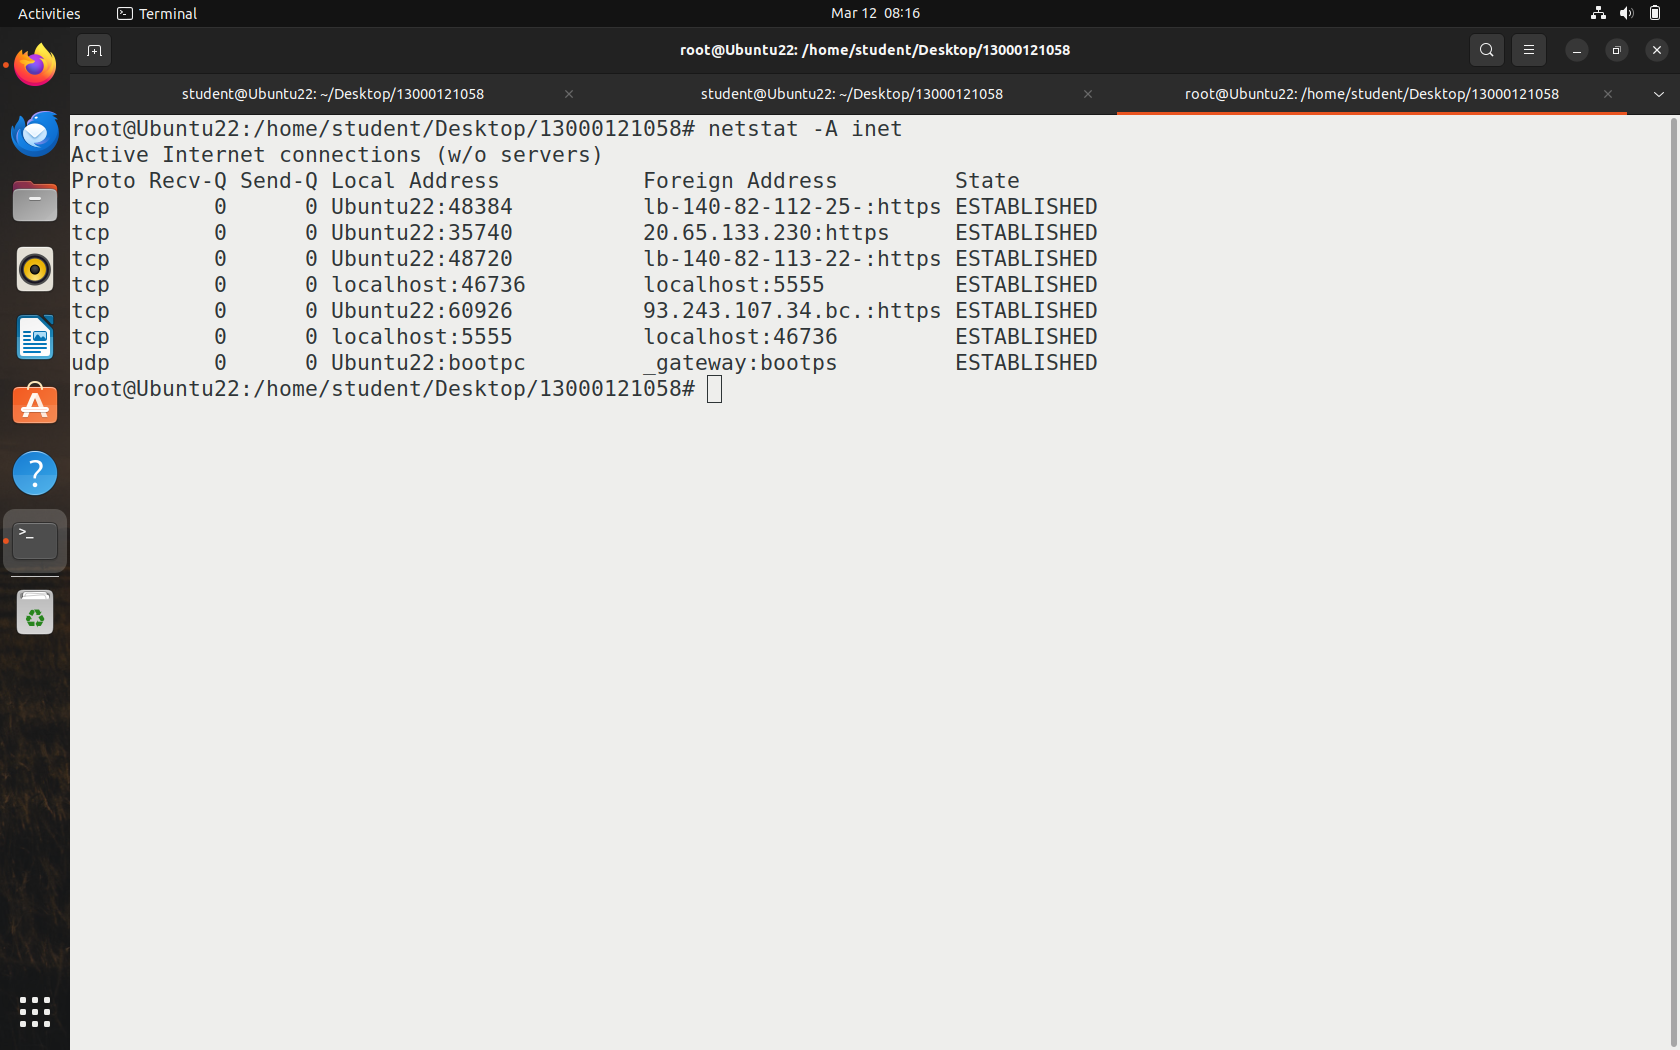 Activities Terminal Mar 12 08:16
root@Ubuntu22: /home/student/Desktop/13000121058
student@Ubuntu22: ~/Desktop/13000121058 student@Ubuntu22: ~/Desktop/13000121058 root@Ubuntu22: /home/student/Desktop/13000121058
root@Ubuntu22:/home/student/Desktop/13000121058# netstat -A inet
Active Internet connections (w/o servers)
Proto Recv-Q Send-Q Local Address           Foreign Address         State
tcp        0      0 Ubuntu22:48384          lb-140-82-112-25-:https ESTABLISHED
tcp        0      0 Ubuntu22:35740          20.65.133.230:https     ESTABLISHED
tcp        0      0 Ubuntu22:48720          lb-140-82-113-22-:https ESTABLISHED
tcp        0      0 localhost:46736         localhost:5555          ESTABLISHED
tcp        0      0 Ubuntu22:60926          93.243.107.34.bc.:https ESTABLISHED
tcp        0      0 localhost:5555          localhost:46736         ESTABLISHED
udp        0      0 Ubuntu22:bootpc         _gateway:bootps         ESTABLISHED
root@Ubuntu22:/home/student/Desktop/13000121058#